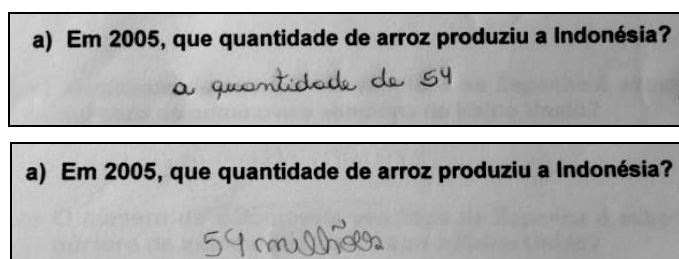 a) Em 2005, que quantidade de arroz produziu a Indonésia?
a quantidade de 54
a) Em 2005, que quantidade de arroz produziu a Indonésia?
54 milhões